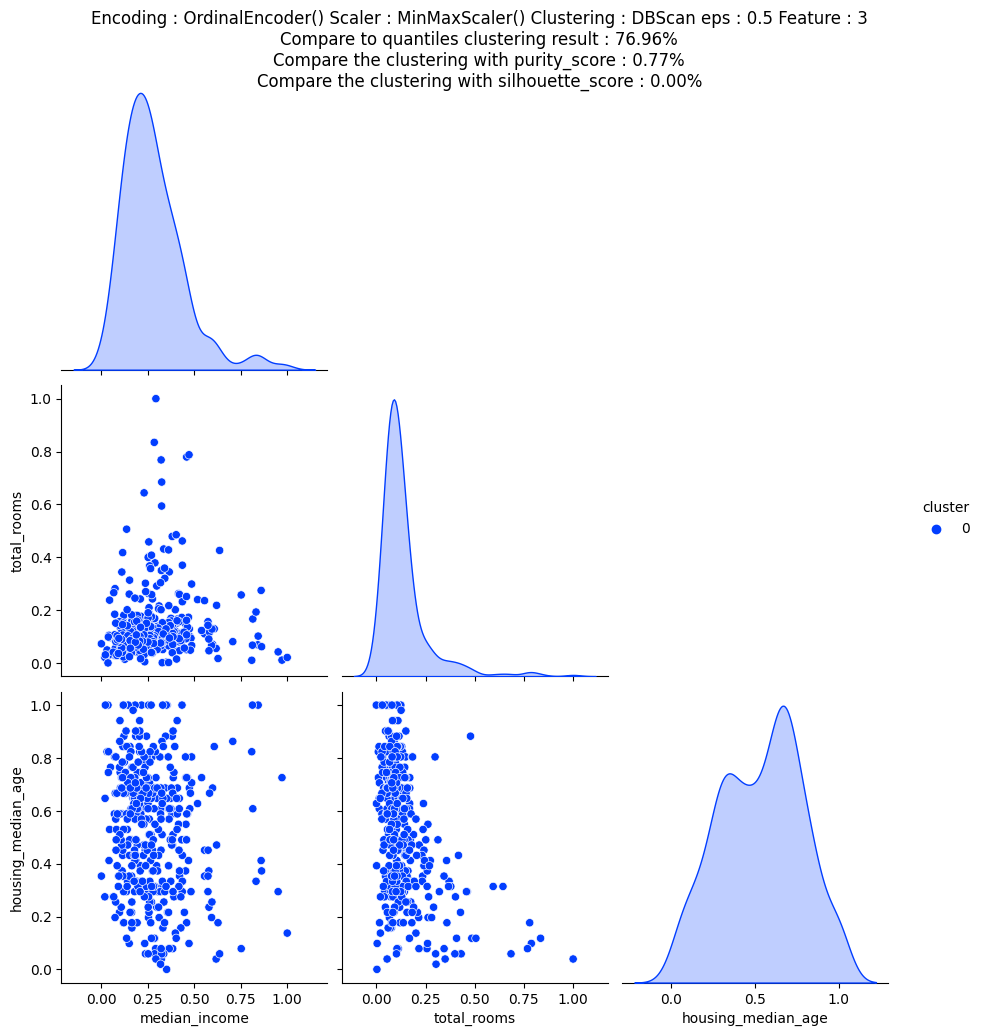 Encoding : OrdinalEncoder() Scaler : MinMaxScaler() Clustering : DBScan eps : 0.5 Feature : 3
Compare to quantiles clustering result : 76.96%
Compare the clustering with purity_score : 0.77%
Compare the clustering with silhouette_score : 0.00%
1.0
0.8
0.6
0.4
0.2
0.0
total_rooms
cluster
0
1.0
0.8
0.6
0.4
0.2
0.0
housing_median_age
0.00 0.25 0.50 0.75 1.00
median_income
0.00 0.25 0.50 0.75 1.00
total_rooms
0.0 0.5 1.0
housing_median_age